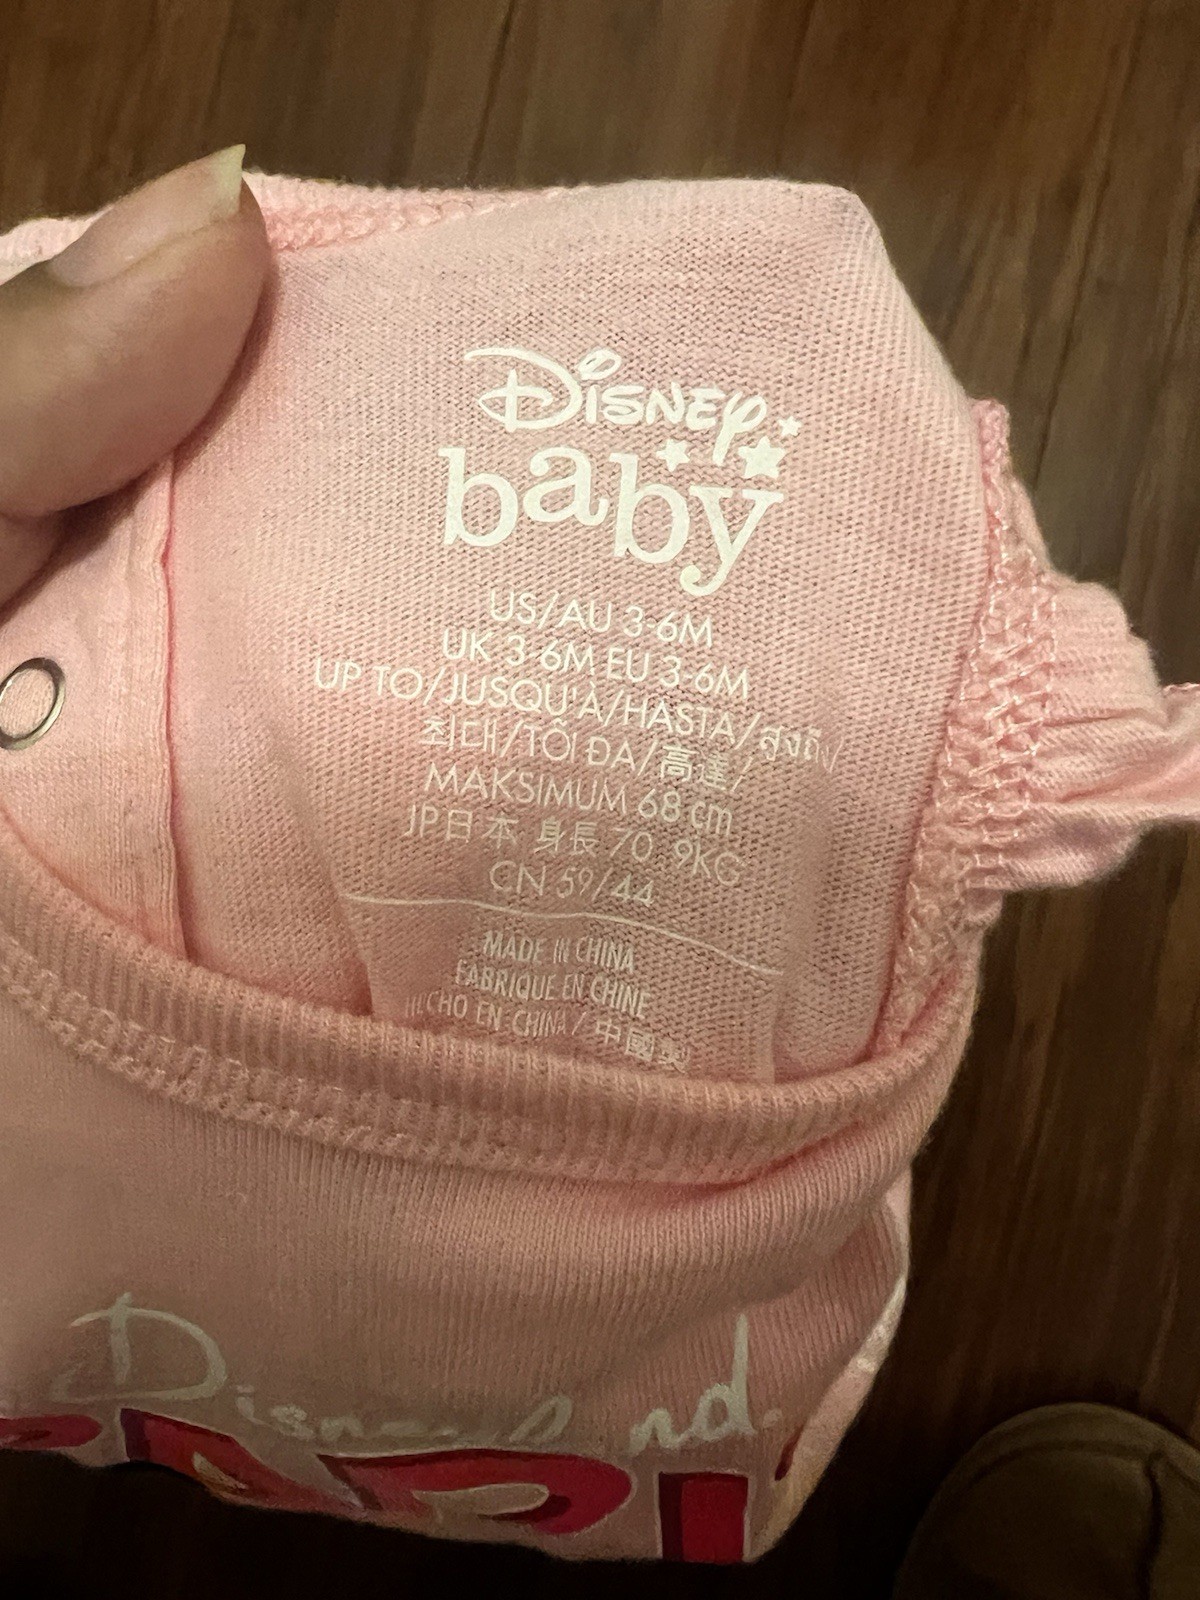 Disney
baby
US/AU 3-6M
UK 3-6M EU 3-6M
UP TO/JUSQU'À/HASTA/สูงถึง/
최대/TỐI ĐA/高達/
MAKSIMUM 68 cm
JP日本 身長 70 9KG
CN 59/44
MADE IN CHINA
FABRIQUE EN CHINE
HECHO EN CHINA / 中國製
Disneyland